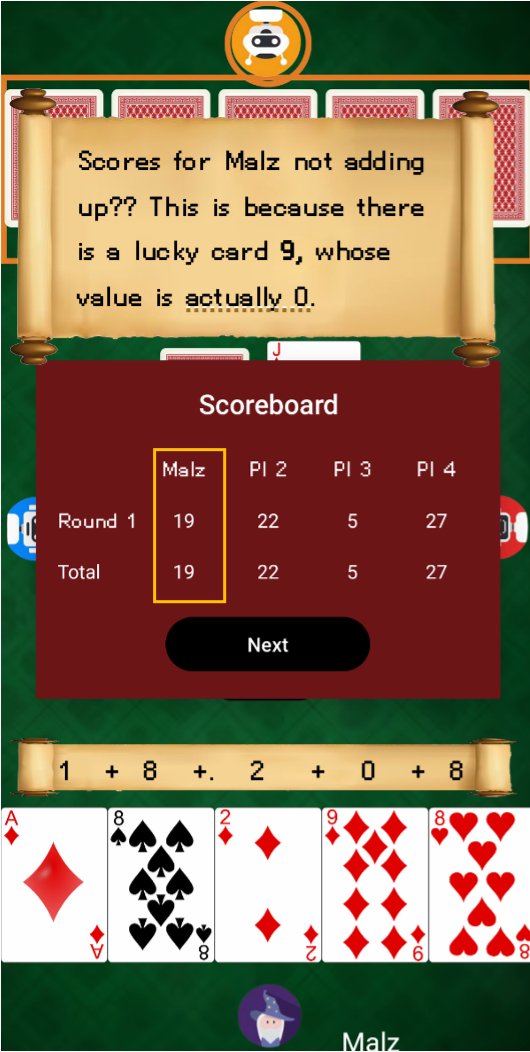 Scores for Malz not adding
up?? This is because there
is a lucky card 9, whose
value is actually 0.
J
Scoreboard
Malz Pl 2 Pl 3 Pl 4
Round 1 19 22 5 27
Total 19 22 5 27
Next
1 + 8 +. 2 + 0 + 8
A 8 2 9 8
A 8 2 9 8
Malz